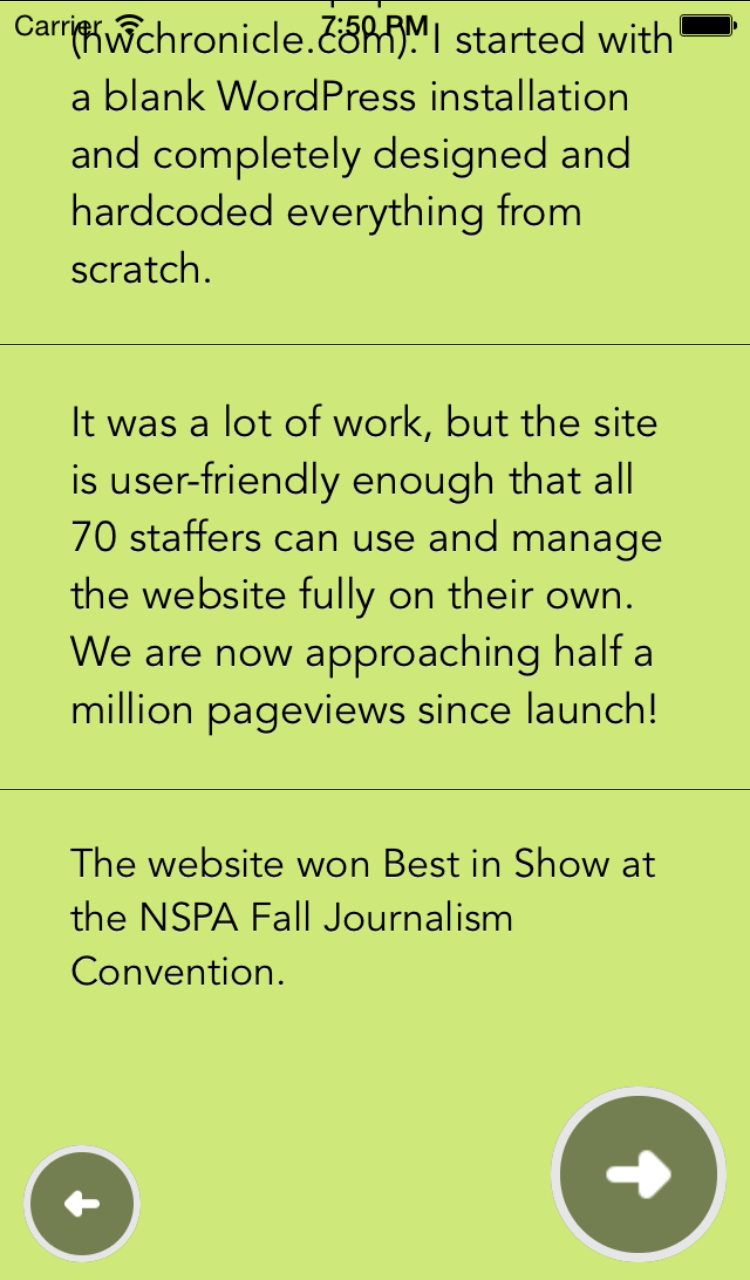 Carrier 7:50 PM
(hwchronicle.com). I started with
a blank WordPress installation
and completely designed and
hardcoded everything from
scratch.
It was a lot of work, but the site
is user-friendly enough that all
70 staffers can use and manage
the website fully on their own.
We are now approaching half a
million pageviews since launch!
The website won Best in Show at
the NSPA Fall Journalism
Convention.